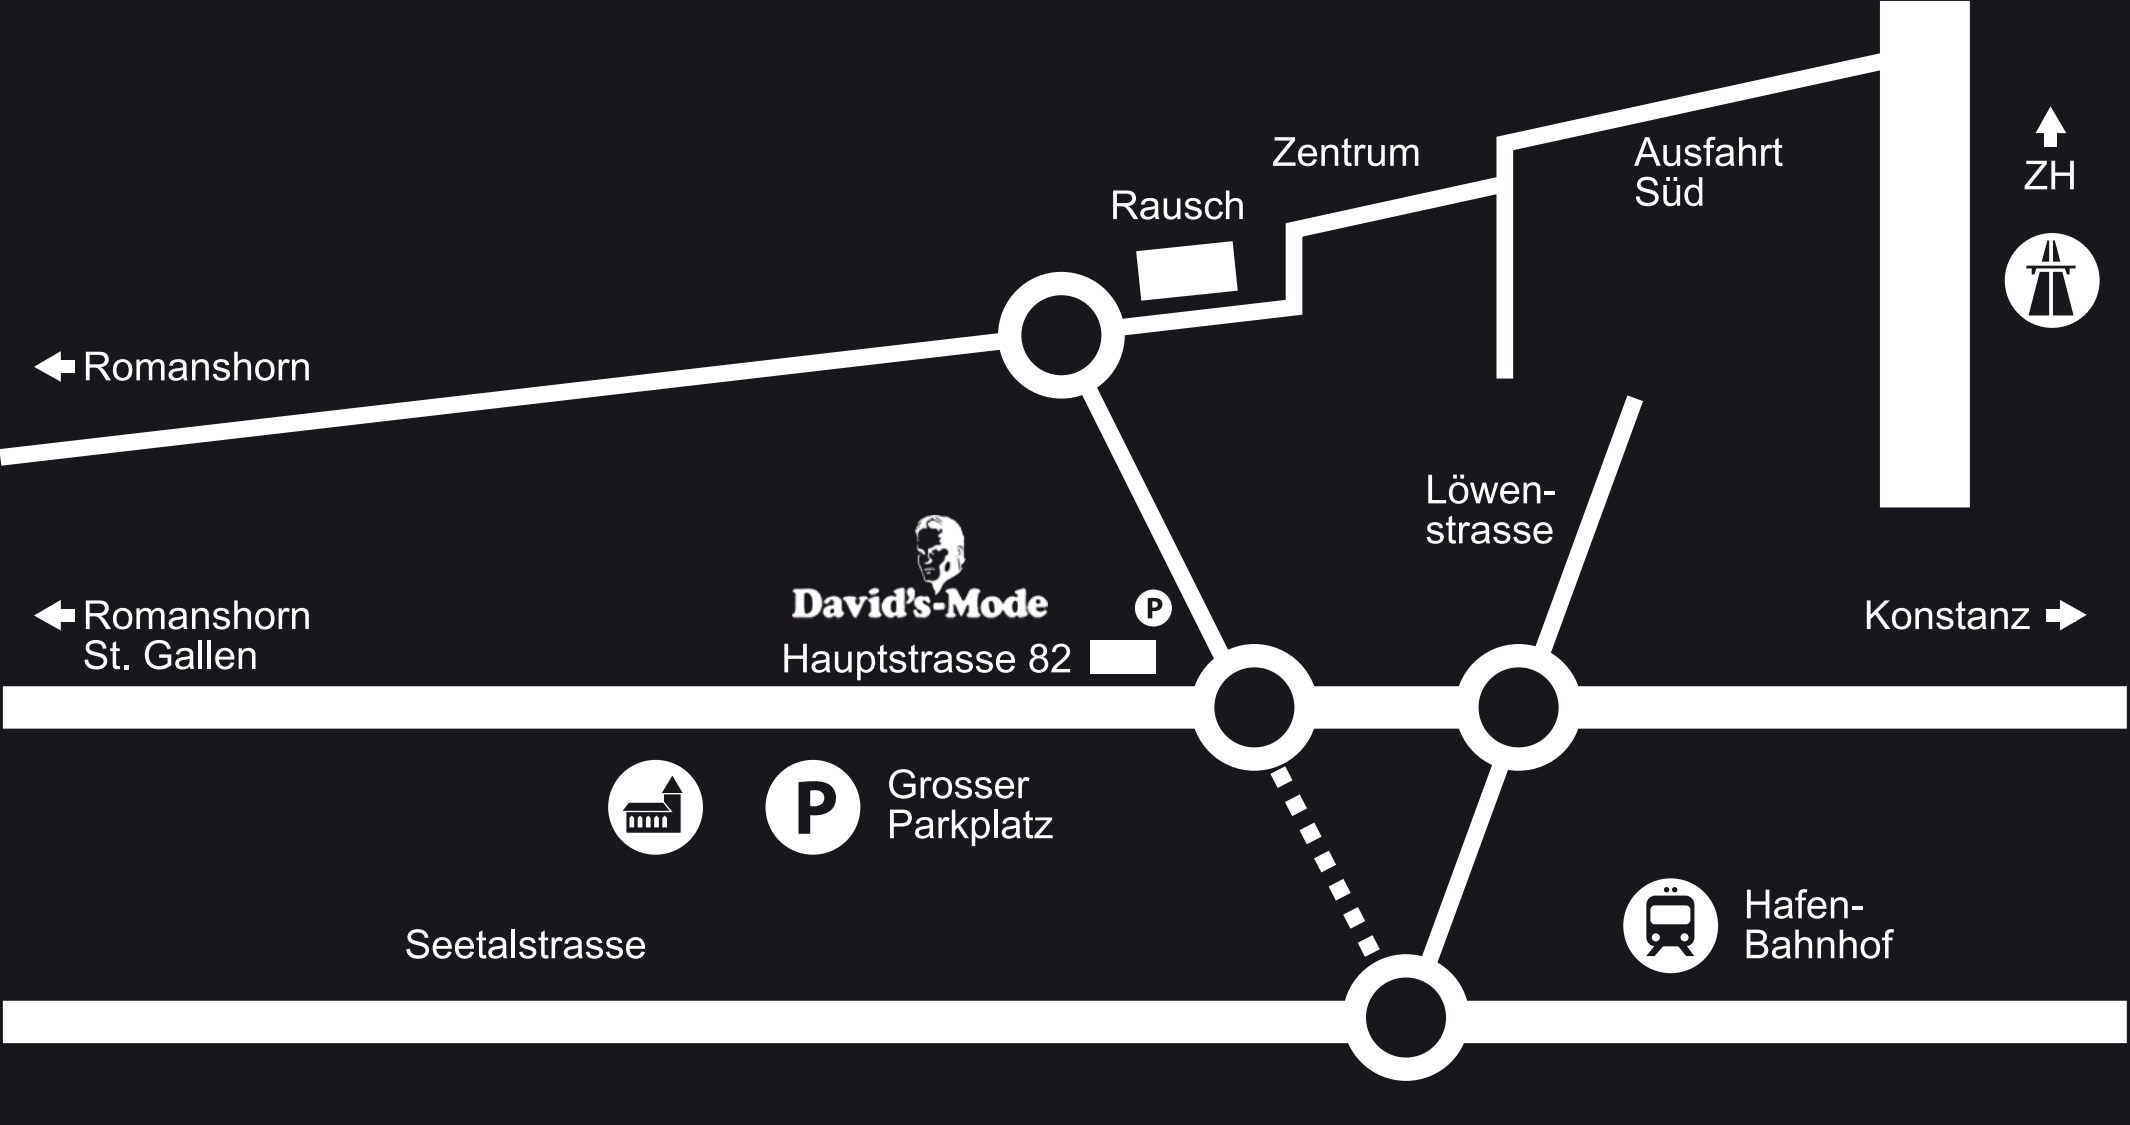 Zentrum
Ausfahrt
Süd
ZH
Rausch
Romanshorn
Löwen-
strasse
David's-Mode
P
Hauptstrasse 82
Romanshorn
St. Gallen
Konstanz
P
Grosser
Parkplatz
Hafen-
Bahnhof
Seetalstrasse